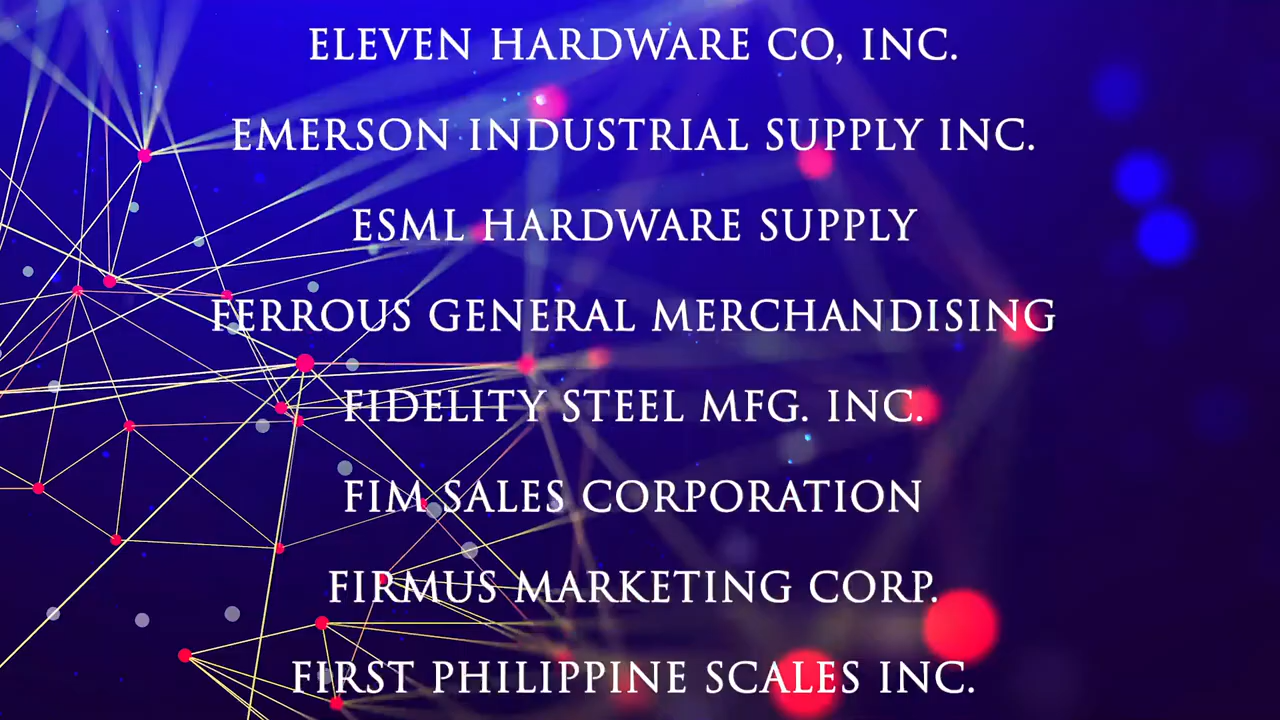 ELEVEN HARDWARE CO, INC.
EMERSON INDUSTRIAL SUPPLY INC.
ESML HARDWARE SUPPLY
FERROUS GENERAL MERCHANDISING
FIDELITY STEEL MFG. INC.
FIM SALES CORPORATION
FIRMUS MARKETING CORP.
FIRST PHILIPPINE SCALES INC.